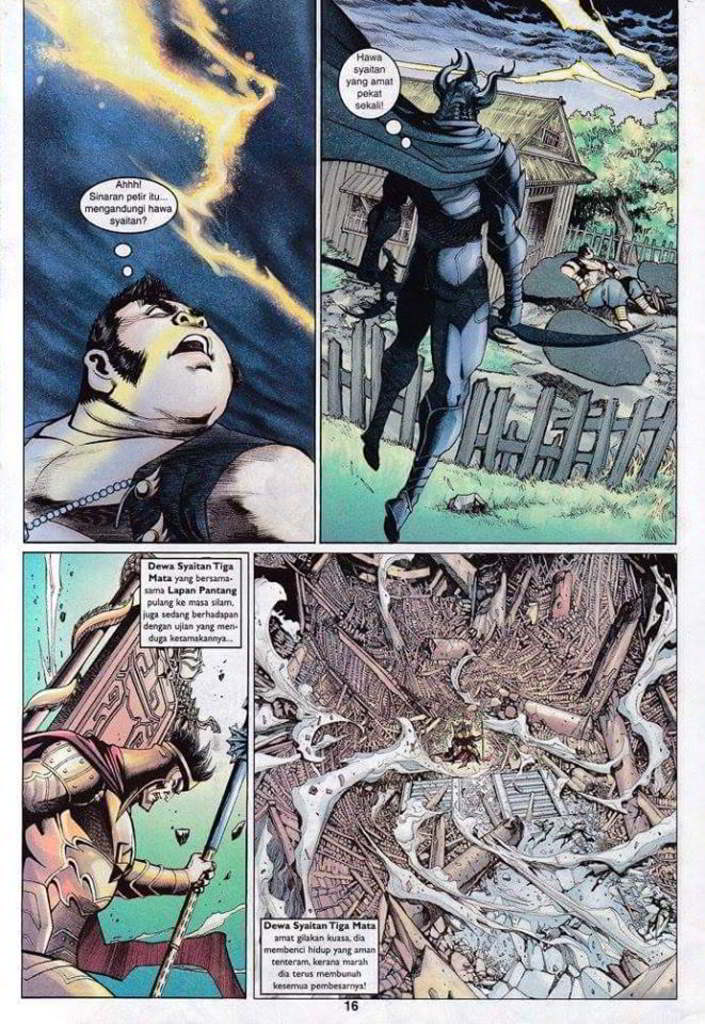 Ahhh!
Sinaran petir itu...
mengandungi hawa
syaitan?
Hawa
syaitan
yang amat
pekat
sekali!
Dewa Syaitan Tiga
Mata yang bersama-
sama Lapan Pantang
pulang ke masa silam,
juga sedang berhadapan
dengan ujian yang men-
duga ketamakannya...
Dewa Syaitan Tiga Mata
amat gilakan kuasa, dia
membenci hidup yang aman
tenteram, kerana marah
dia terus membunuh
kesemua pembesarnya!
16